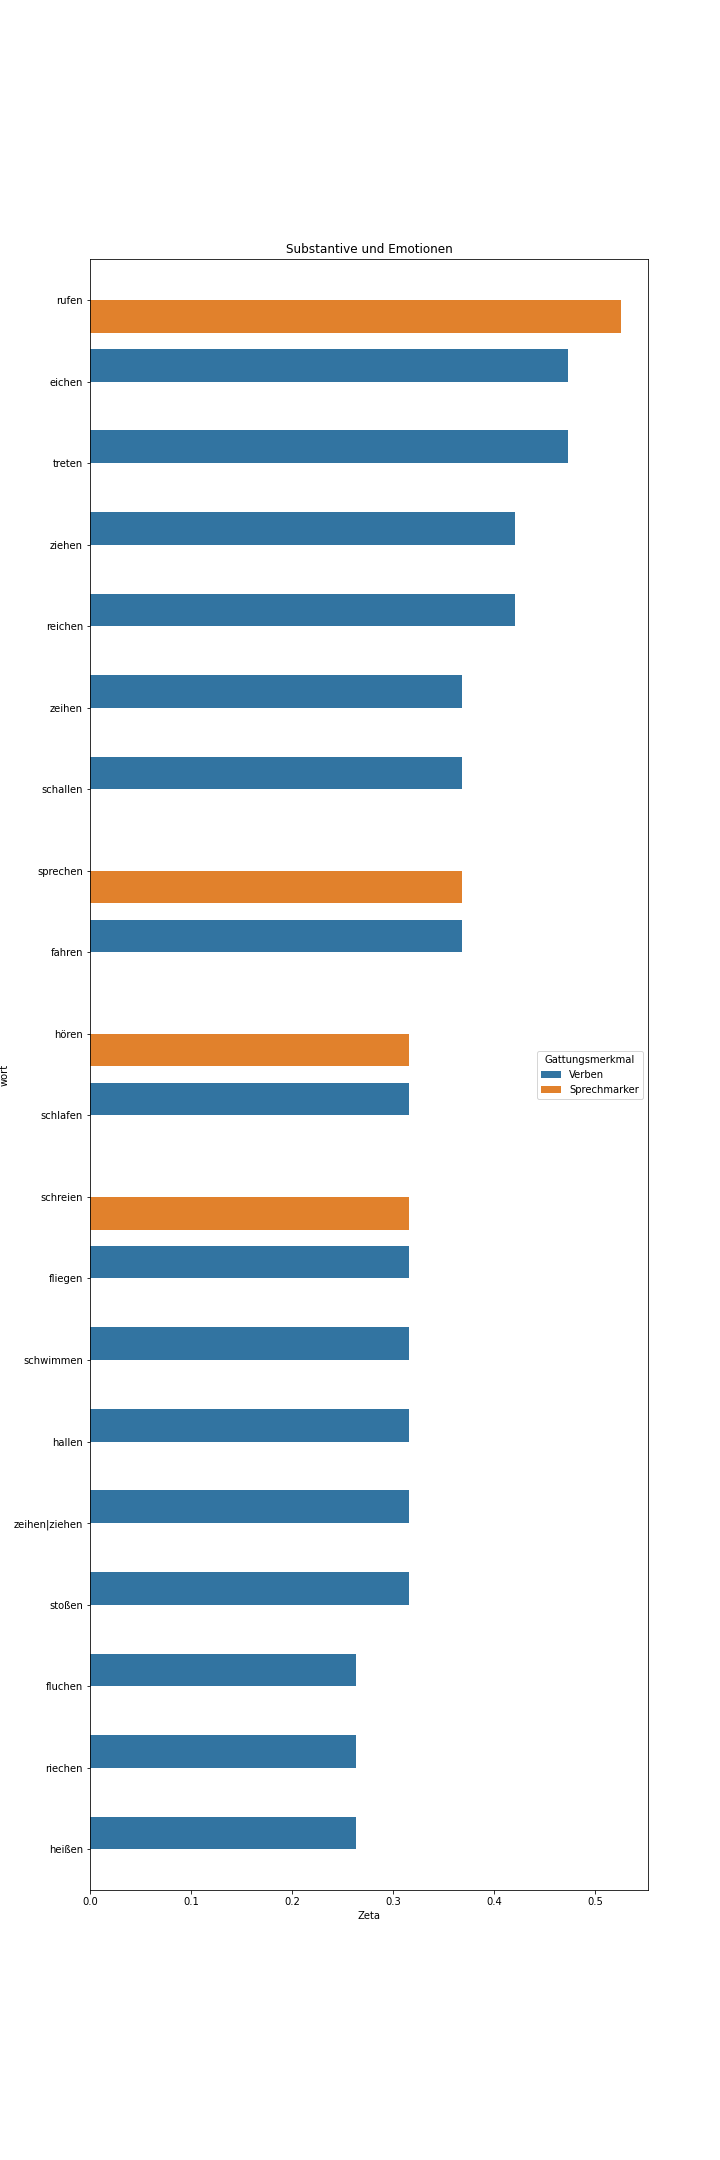 Substantive und Emotionen
rufen
eichen
treten
ziehen
reichen
zeihen
schallen
sprechen
fahren
hören
schlafen
schreien
fliegen
schwimmen
hallen
zeihen|ziehen
stoßen
fluchen
riechen
heißen
wort
Gattungsmerkmal
Verben
Sprechmarker
0.0 0.1 0.2 0.3 0.4 0.5
Zeta